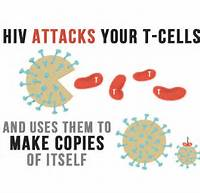 HIV ATTACKS YOUR T-CELLS
T
T
T
AND USES THEM TO
MAKE COPIES
OF ITSELF